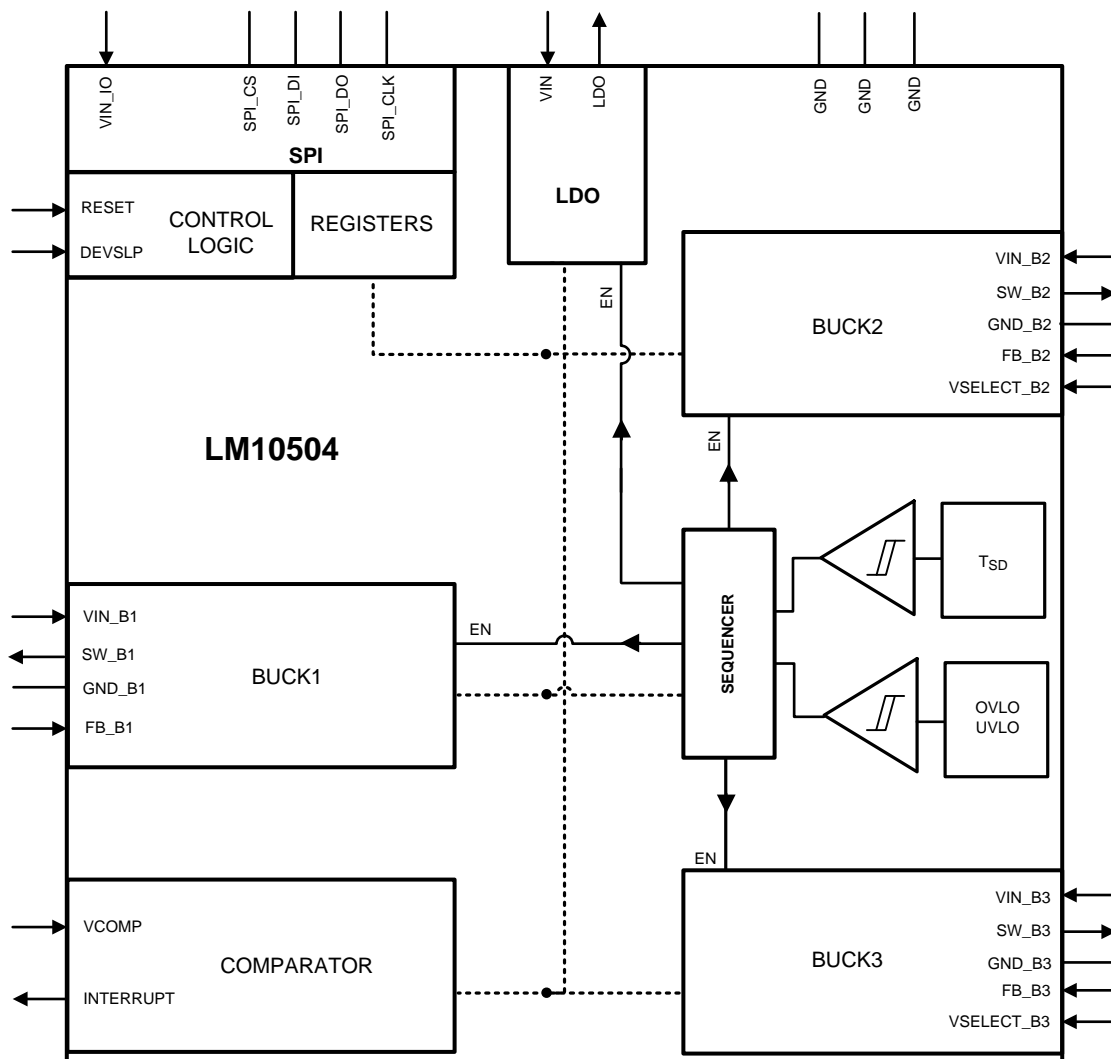 VIN_IO
SPI_CS
SPI_DI
SPI_DO
SPI_CLK
SPI
VIN
LDO
LDO
GND
GND
GND
RESET
DEVSLP
CONTROL
LOGIC
REGISTERS
EN
BUCK2
VIN_B2
SW_B2
GND_B2
FB_B2
VSELECT_B2
LM10504
EN
SEQUENCER
TSD
OVLO
UVLO
VIN_B1
SW_B1
GND_B1
FB_B1
BUCK1
EN
EN
VCOMP
INTERRUPT
COMPARATOR
BUCK3
VIN_B3
SW_B3
GND_B3
FB_B3
VSELECT_B3